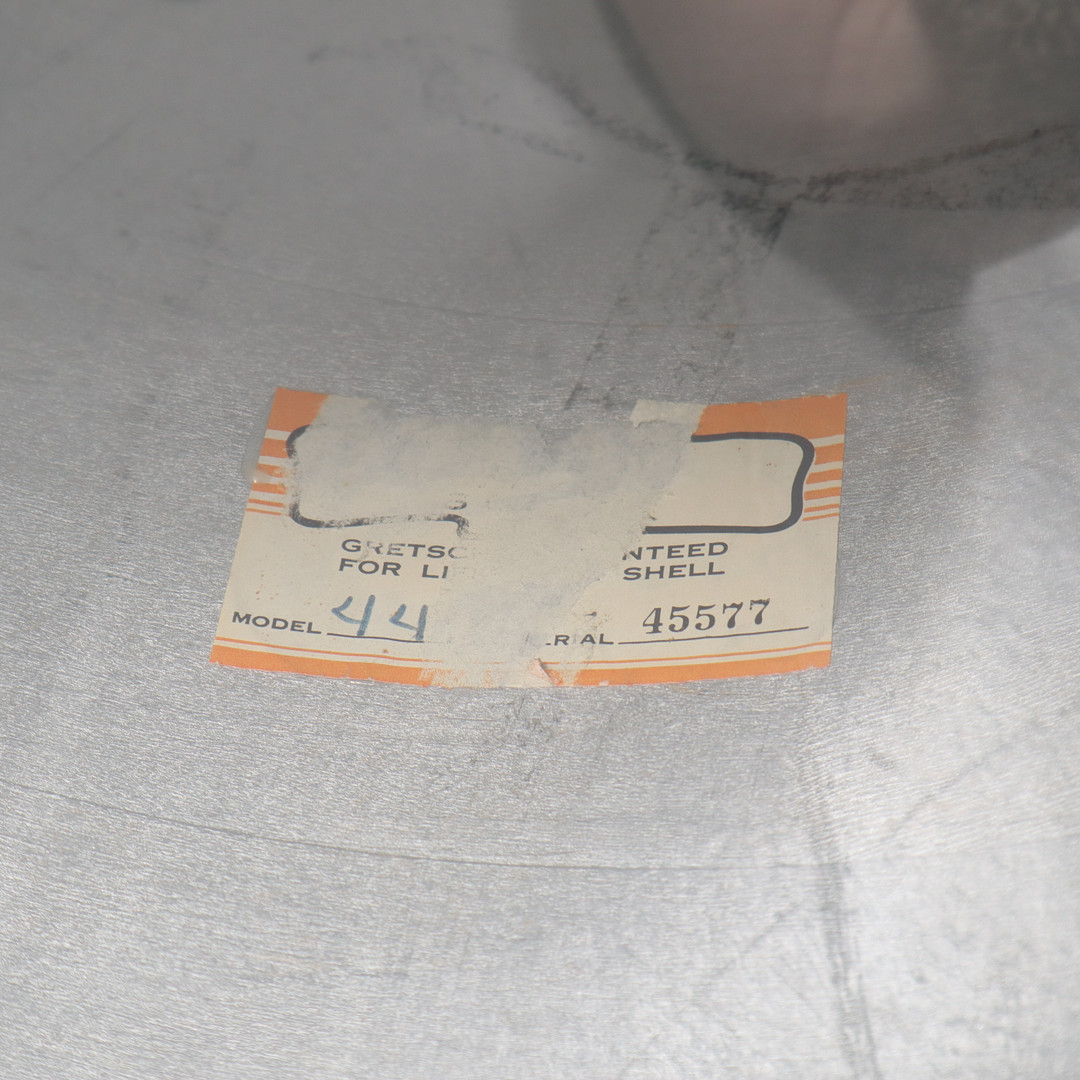 GRETSC NTEED
FOR LI SHELL
MODEL 44 RIAL 45577